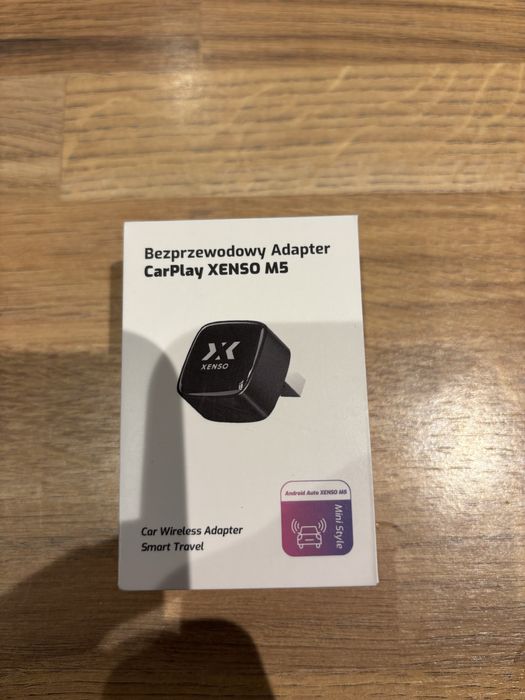 Bezprzewodowy Adapter
CarPlay XENSO M5
XENSO
Android Auto XENSO M5
Mini Style
Car Wireless Adapter
Smart Travel